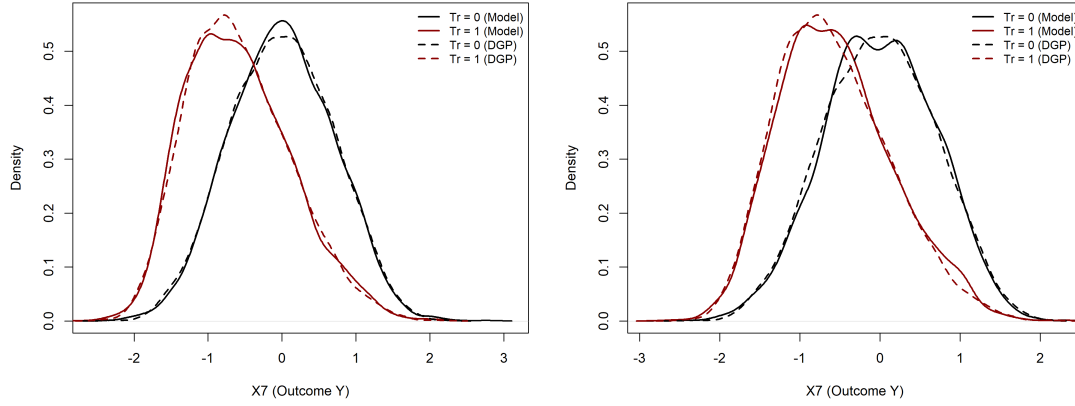 Tr = 0 (Model)
Tr = 1 (Model)
Tr = 0 (DGP)
Tr = 1 (DGP)
Density
0.0
0.1
0.2
0.3
0.4
0.5
-2
-1
0
1
2
3
X7 (Outcome Y)
Tr = 0 (Model)
Tr = 1 (Model)
Tr = 0 (DGP)
Tr = 1 (DGP)
Density
0.0
0.1
0.2
0.3
0.4
0.5
-3
-2
-1
0
1
2
X7 (Outcome Y)